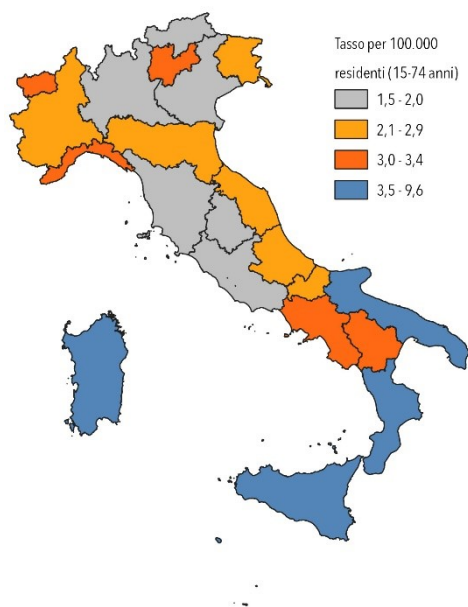 Tasso per 100.000
residenti (15-74 anni)
1,5 - 2,0
2,1 - 2,9
3,0 - 3,4
3,5 - 9,6